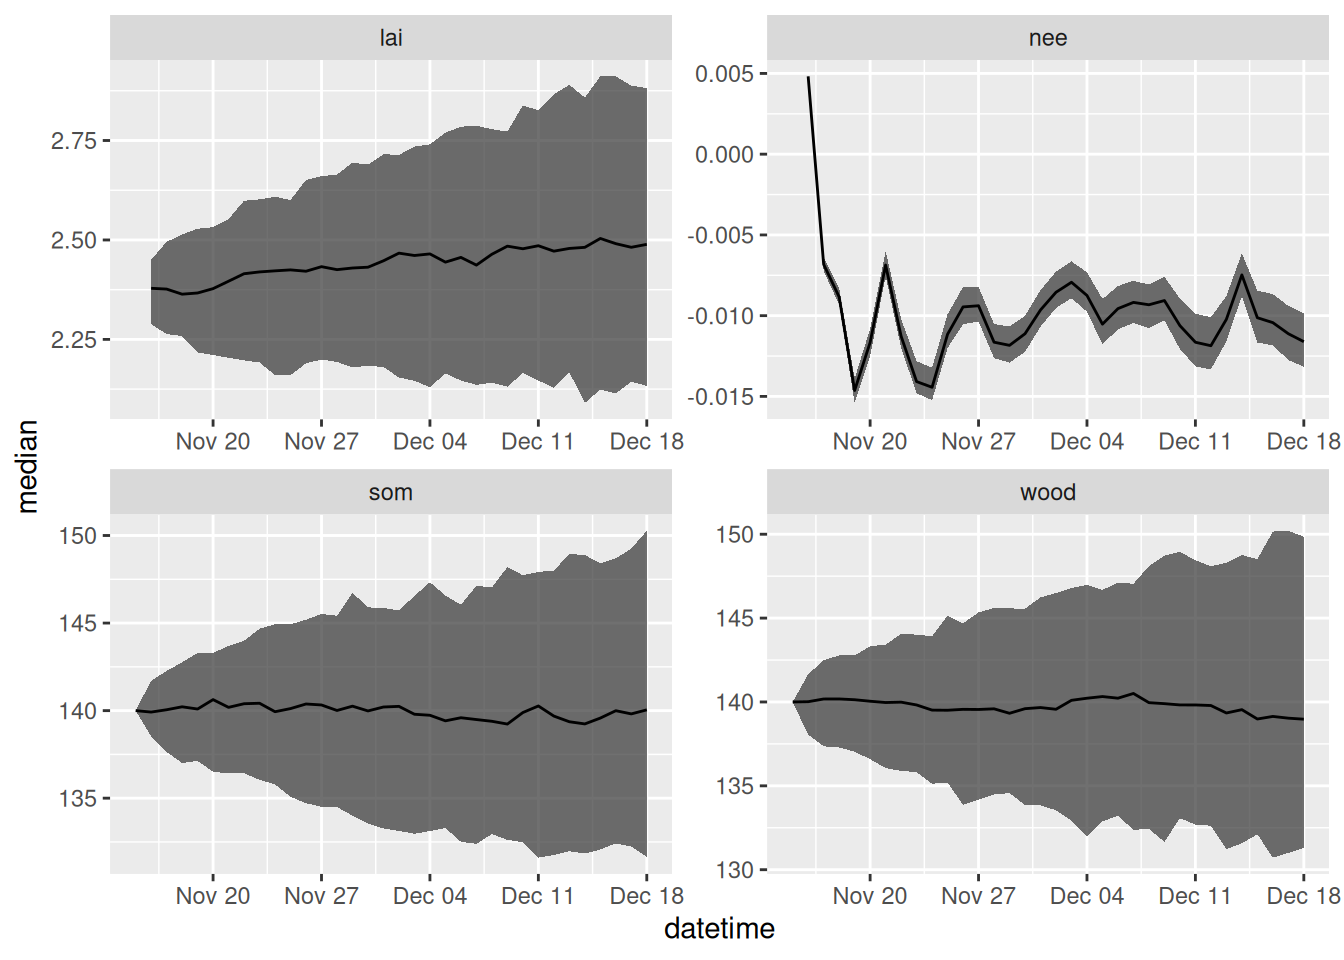 lai
nee
2.75
2.50
2.25
0.005
0.000
-0.005
-0.010
-0.015
Nov 20 Nov 27 Dec 04 Dec 11 Dec 18
Nov 20 Nov 27 Dec 04 Dec 11 Dec 18
median
som
wood
150
145
140
135
150
145
140
135
130
Nov 20 Nov 27 Dec 04 Dec 11 Dec 18
Nov 20 Nov 27 Dec 04 Dec 11 Dec 18
datetime